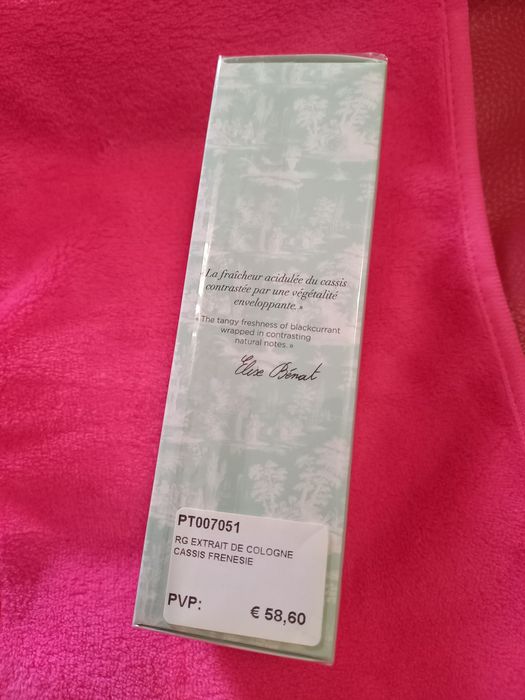 «La fraîcheur acidulée du cassis
contrastée par une végétalité
enveloppante.»
«The tangy freshness of blackcurrant
wrapped in contrasting
natural notes.»
Elise Bénat
PT007051
RG EXTRAIT DE COLOGNE
CASSIS FRENESIE
PVP: € 58,60